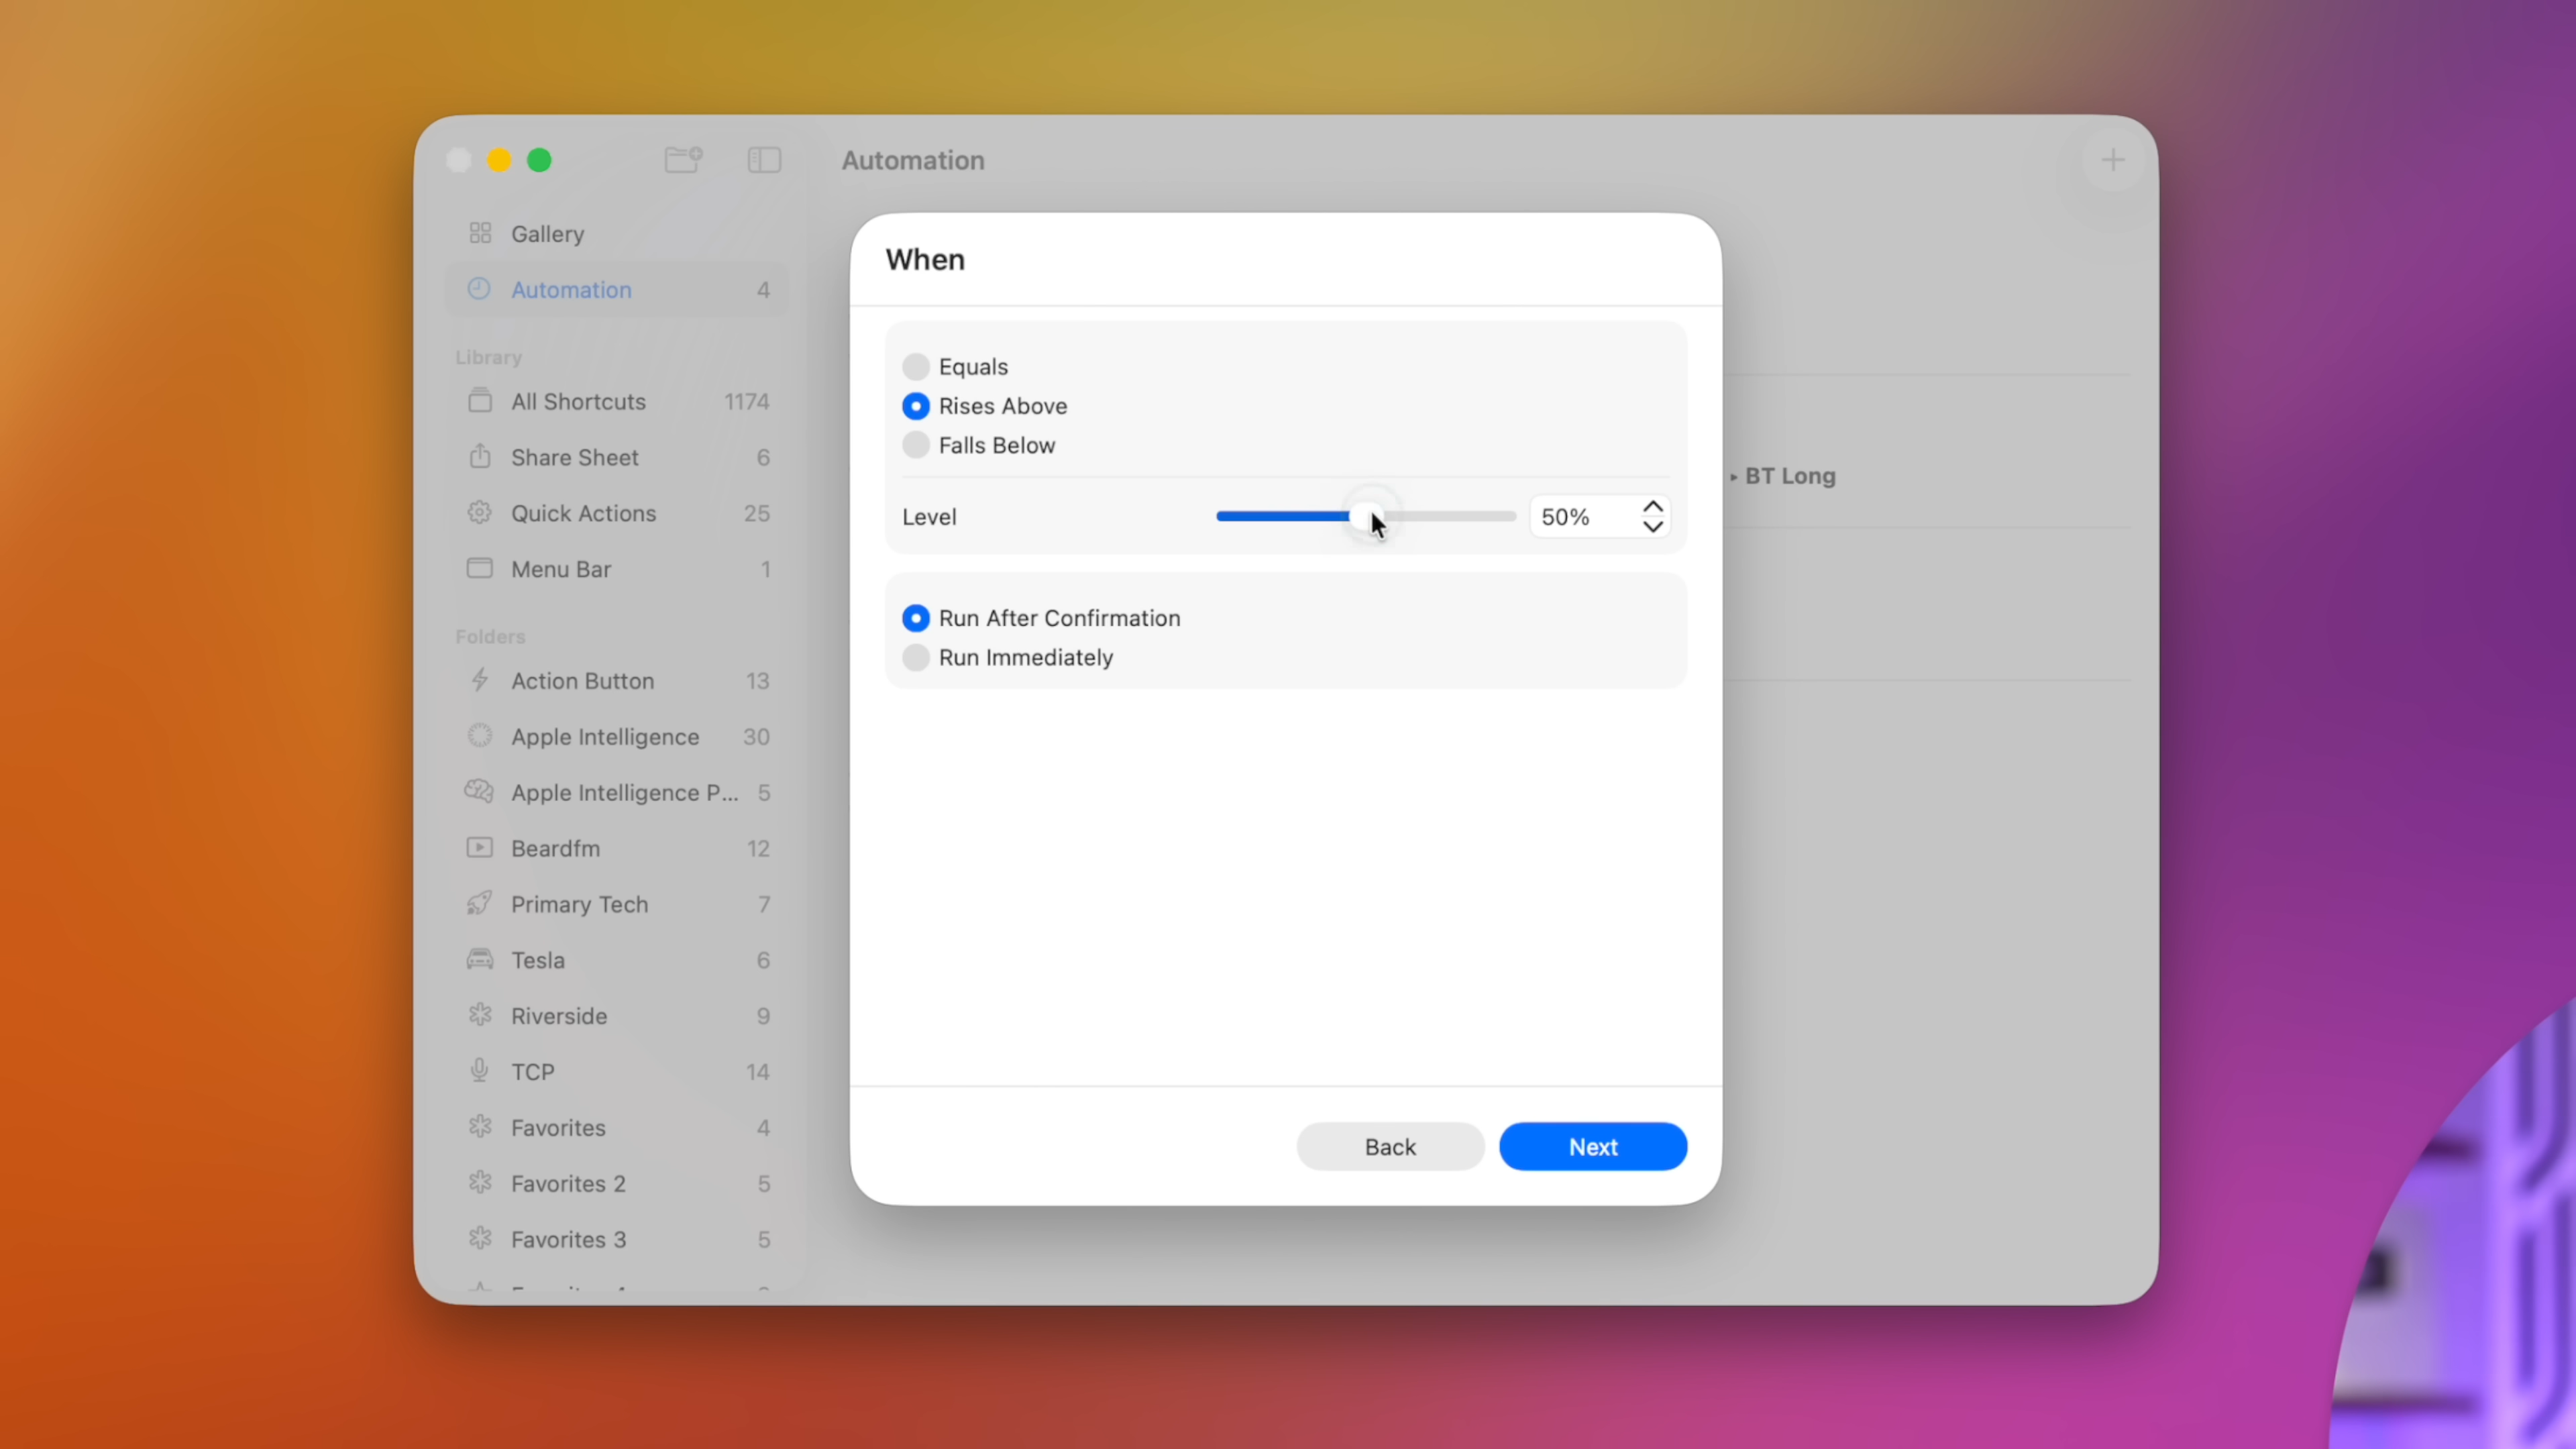 Automation
Gallery
Automation 4
Library
All Shortcuts 1174
Share Sheet 6
Quick Actions 25
Menu Bar 1
Folders
Action Button 13
Apple Intelligence 30
Apple Intelligence P... 5
Beardfm 12
Primary Tech 7
Tesla 6
Riverside 9
TCP 14
Favorites 4
Favorites 2 5
Favorites 3 5
When
Equals
Rises Above
Falls Below
Level 50%
Run After Confirmation
Run Immediately
Back Next
BT Long